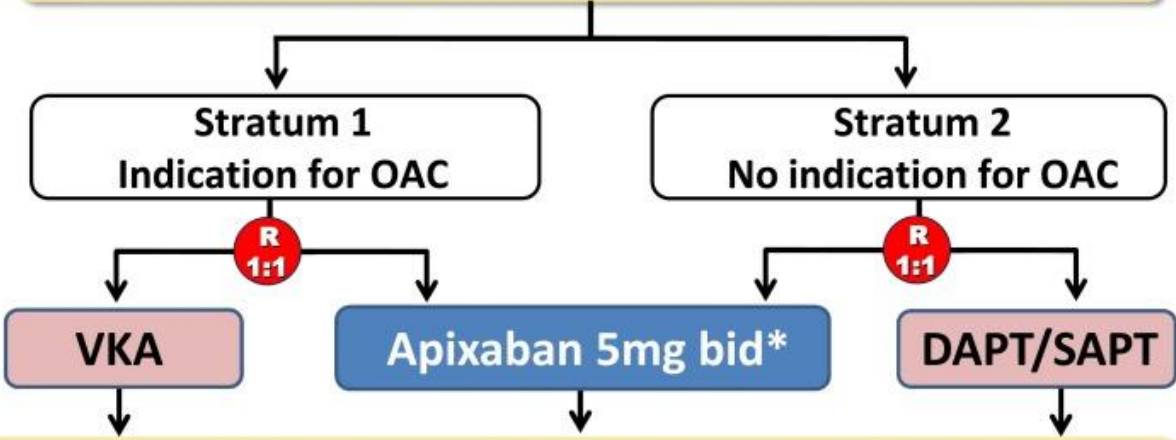 Stratum 1
Indication for OAC
Stratum 2
No indication for OAC
R
1:1
R
1:1
VKA
Apixaban 5mg bid*
DAPT/SAPT